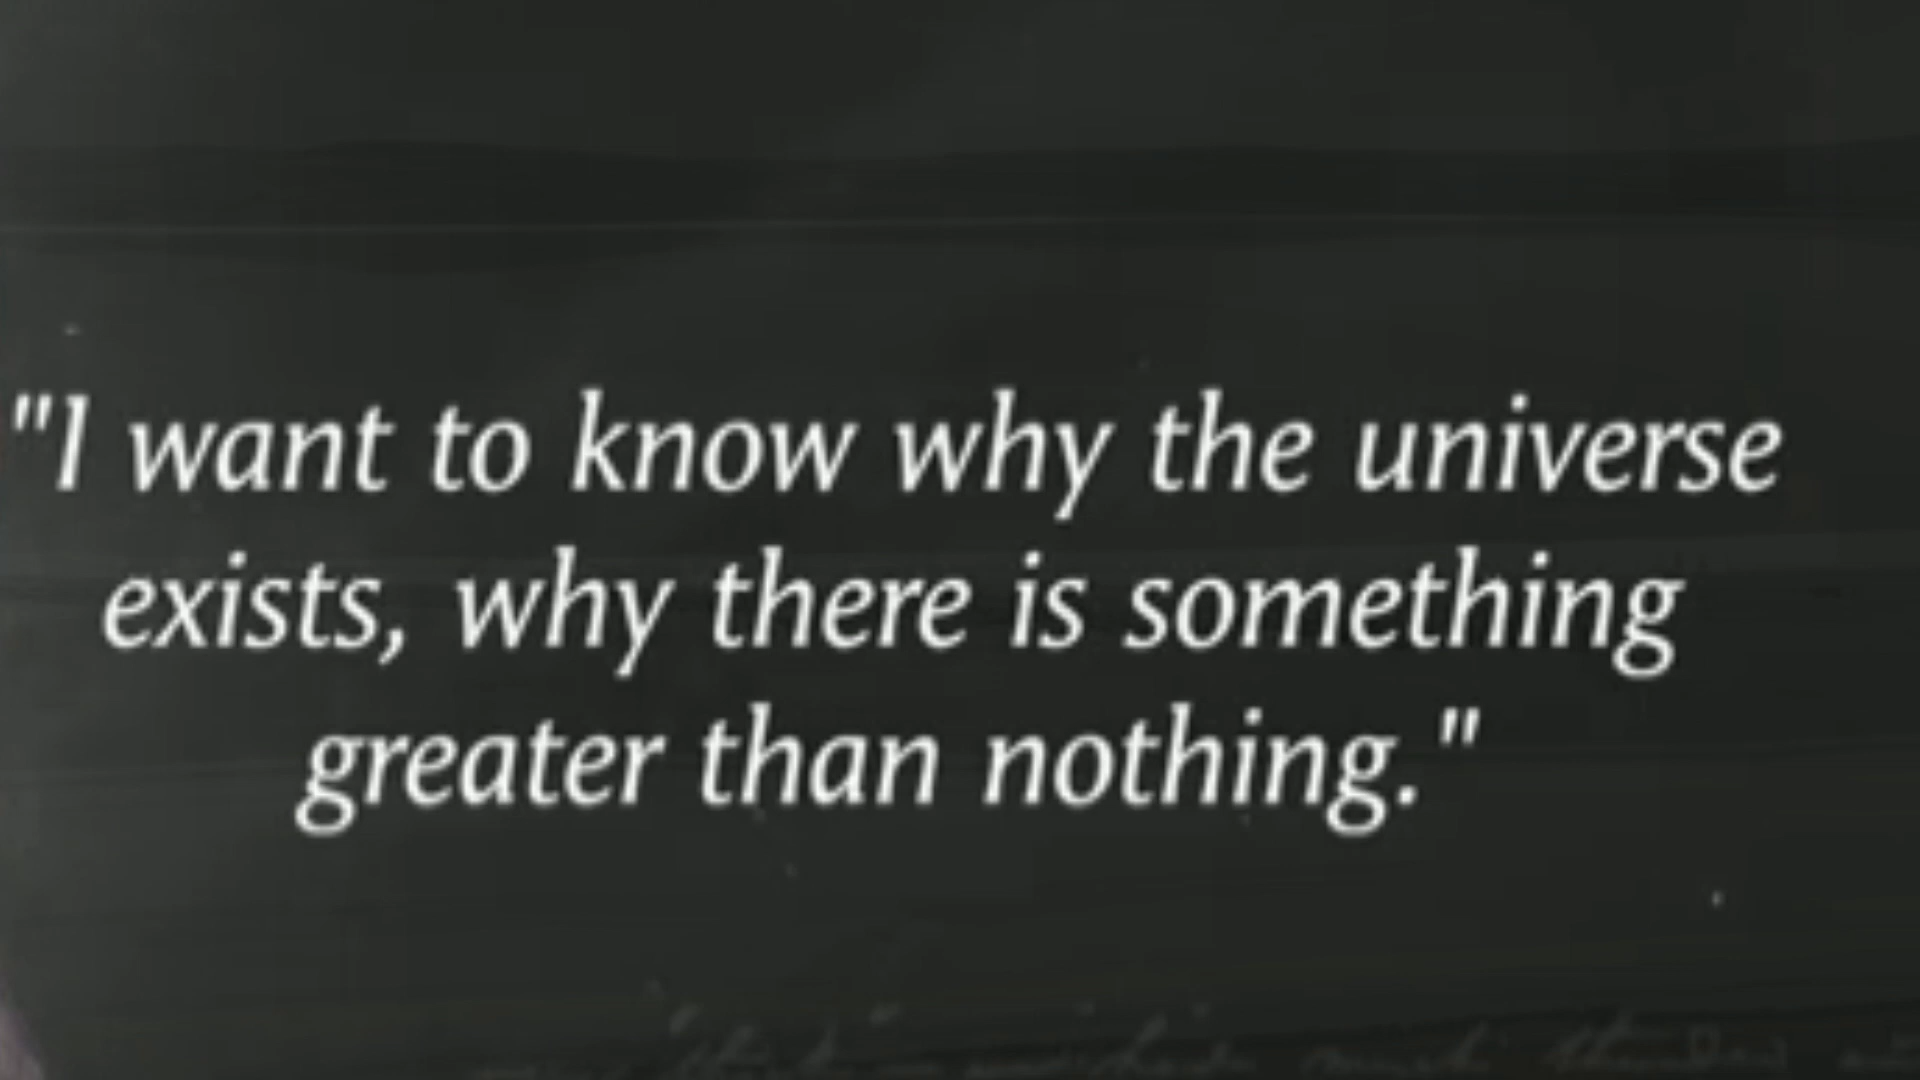 "I want to know why the universe
exists, why there is something
greater than nothing."